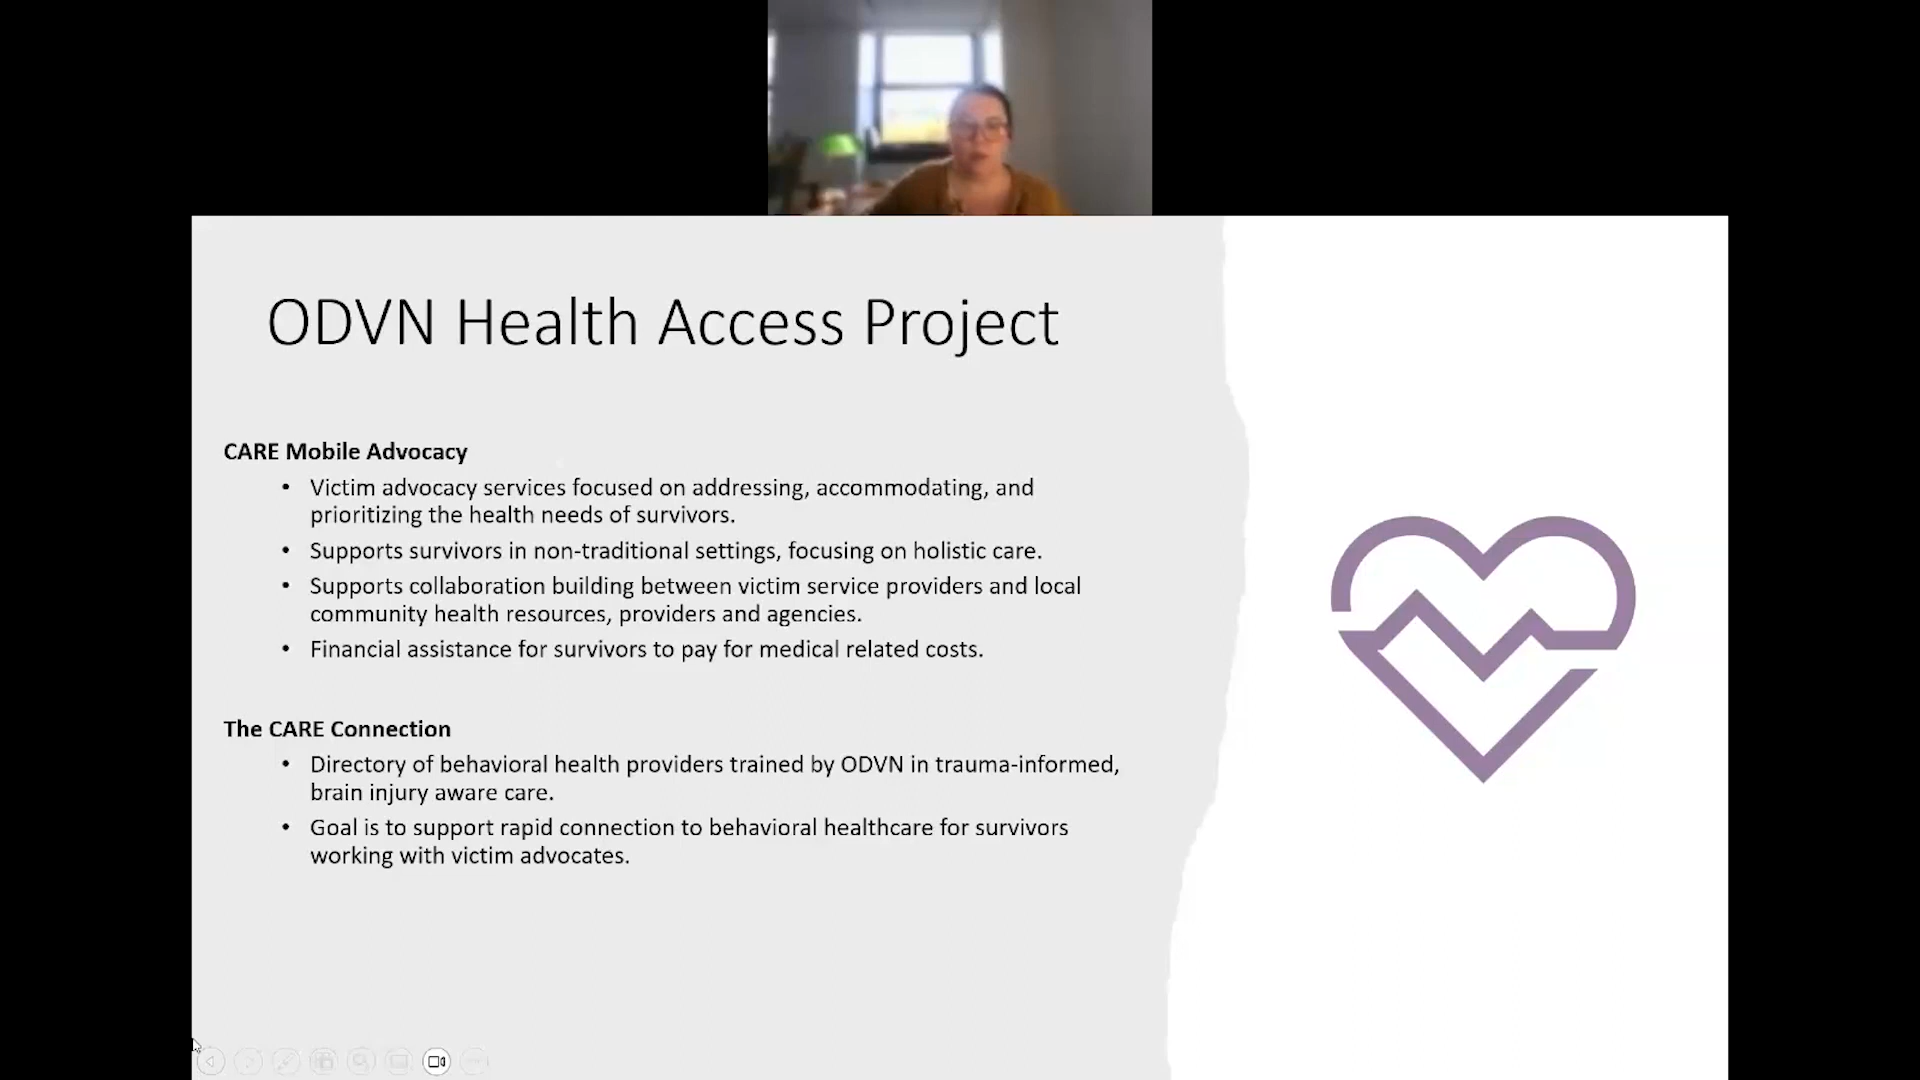 ODVN Health Access Project
CARE Mobile Advocacy
• Victim advocacy services focused on addressing, accommodating, and
prioritizing the health needs of survivors.
• Supports survivors in non-traditional settings, focusing on holistic care.
• Supports collaboration building between victim service providers and local
community health resources, providers and agencies.
• Financial assistance for survivors to pay for medical related costs.
The CARE Connection
• Directory of behavioral health providers trained by ODVN in trauma-informed,
brain injury aware care.
• Goal is to support rapid connection to behavioral healthcare for survivors
working with victim advocates.